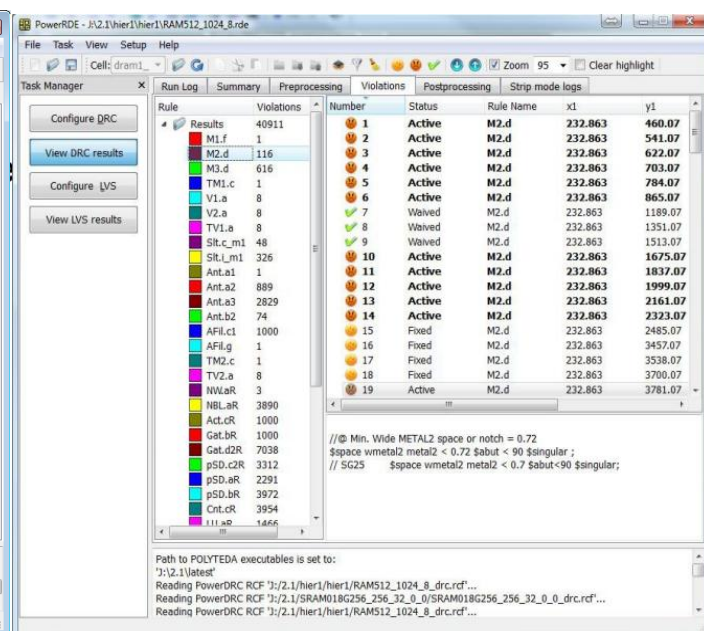 PowerRDE - J:\2.1\hier1\hier1\RAM512_1024_8.rde
File Task View Setup Help
Cell: dram1_ Zoom 95 Clear highlight
Task Manager x
Configure DRC
View DRC results
Configure LVS
View LVS results
Run Log Summary Preprocessing Violations Postprocessing Strip mode logs
Rule Violations
Results 40911
M1.f 1
M2.d 116
M3.d 616
TM1.c 1
V1.a 8
V2.a 8
TV1.a 8
Slt.c_m1 48
Slt.i_m1 326
Ant.a1 1
Ant.a2 889
Ant.a3 2829
Ant.b2 74
AFil.c1 1000
AFil.g 1
TM2.c 1
TV2.a 8
NW.aR 3
NBL.aR 3890
Act.cR 1000
Gat.bR 1000
Gat.d2R 7038
pSD.c2R 3312
pSD.aR 2291
pSD.bR 3972
Cnt.cR 3954
LU.aR 1466
Number Status Rule Name x1 y1
1 Active M2.d 232.863 460.07
2 Active M2.d 232.863 541.07
3 Active M2.d 232.863 622.07
4 Active M2.d 232.863 703.07
5 Active M2.d 232.863 784.07
6 Active M2.d 232.863 865.07
7 Waived M2.d 232.863 1189.07
8 Waived M2.d 232.863 1351.07
9 Waived M2.d 232.863 1513.07
10 Active M2.d 232.863 1675.07
11 Active M2.d 232.863 1837.07
12 Active M2.d 232.863 1999.07
13 Active M2.d 232.863 2161.07
14 Active M2.d 232.863 2323.07
15 Fixed M2.d 232.863 2485.07
16 Fixed M2.d 232.863 3457.07
17 Fixed M2.d 232.863 3538.07
18 Fixed M2.d 232.863 3700.07
19 Active M2.d 232.863 3781.07
//@ Min. Wide METAL2 space or notch = 0.72
$space wmetal2 metal2 < 0.72 $abut < 90 $singular ;
// SG25 $space wmetal2 metal2 < 0.7 $abut<90 $singular;
Path to POLYTEDA executables is set to:
'J:\2.1\latest'
Reading PowerDRC RCF 'J:/2.1/hier1/hier1/RAM512_1024_8_drc.rcf'...
Reading PowerDRC RCF 'J:/2.1/SRAM018G256_256_32_0_0/SRAM018G256_256_32_0_0_drc.rcf'...
Reading PowerDRC RCF 'J:/2.1/hier1/hier1/RAM512_1024_8_drc.rcf'...